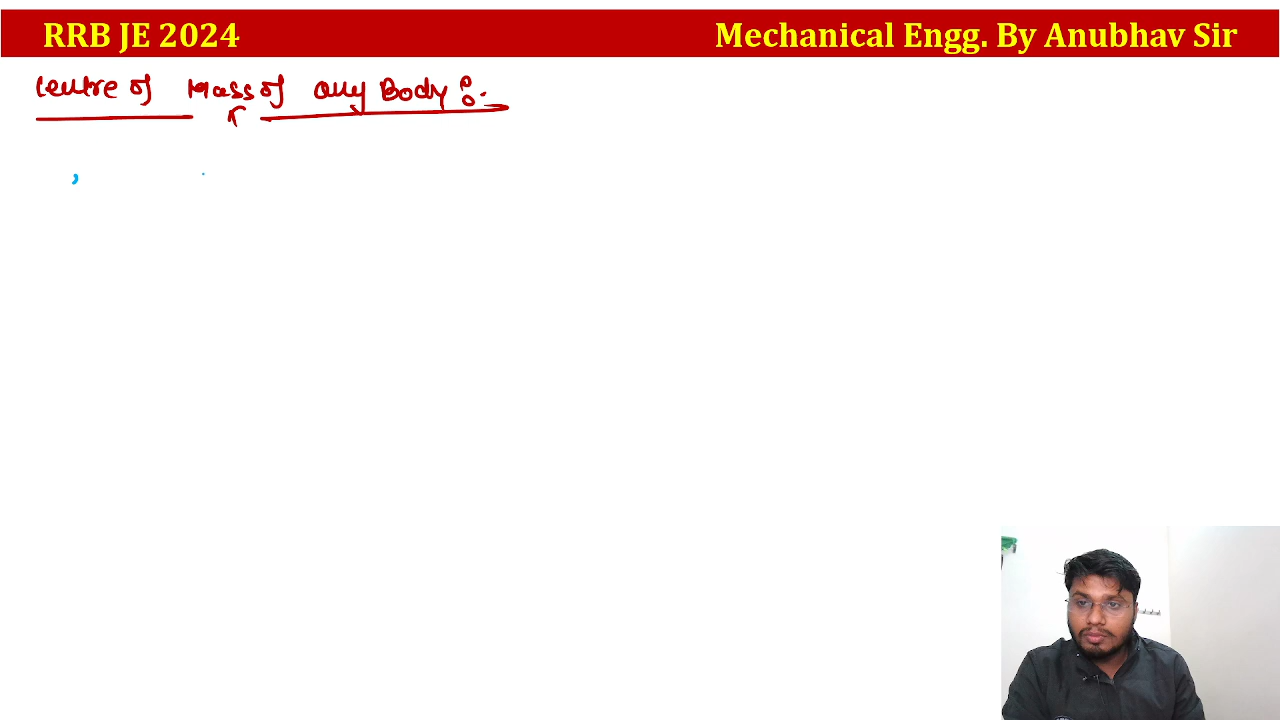 RRB JE 2024
Mechanical Engg. By Anubhav Sir
Centre of Mass of any Body :